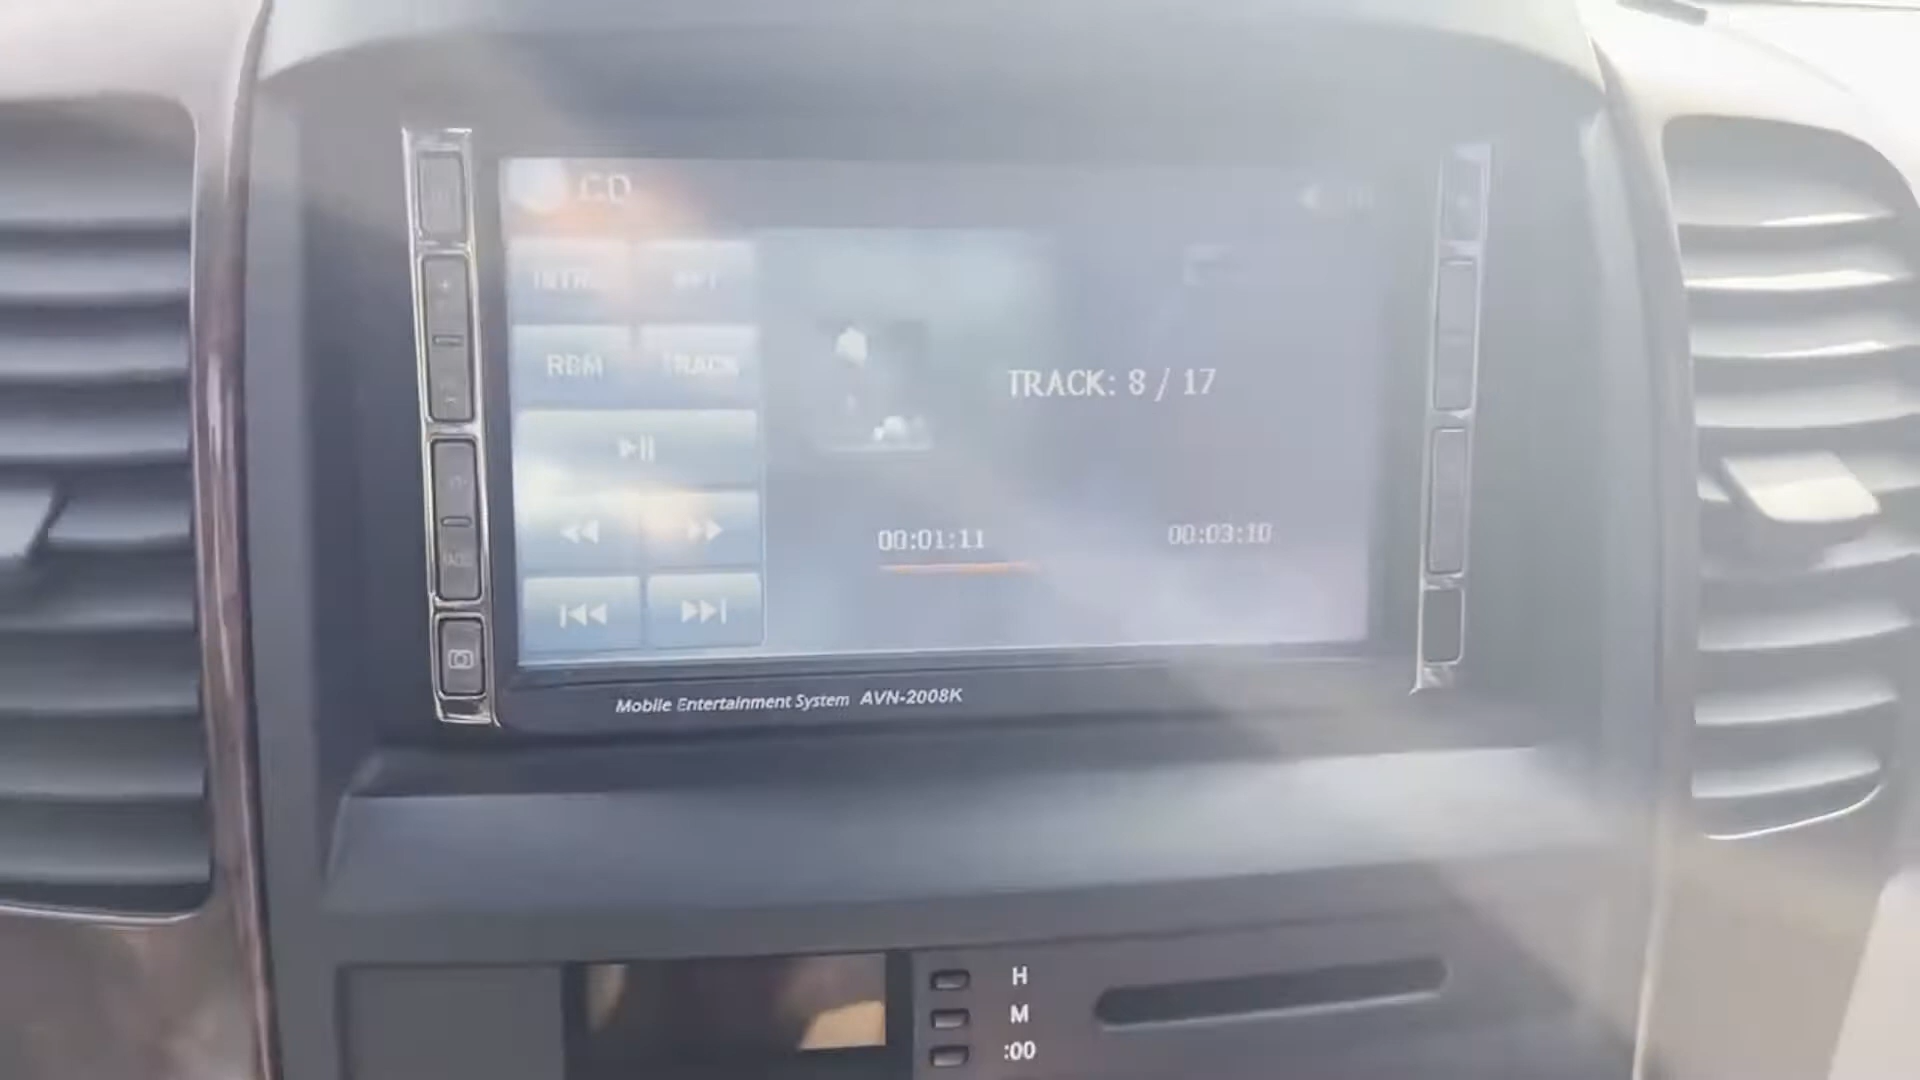 CD
RDM TRACK
TRACK: 8 / 17
00:01:11 00:03:10
Mobile Entertainment System AVN-2008K
H
M
:00